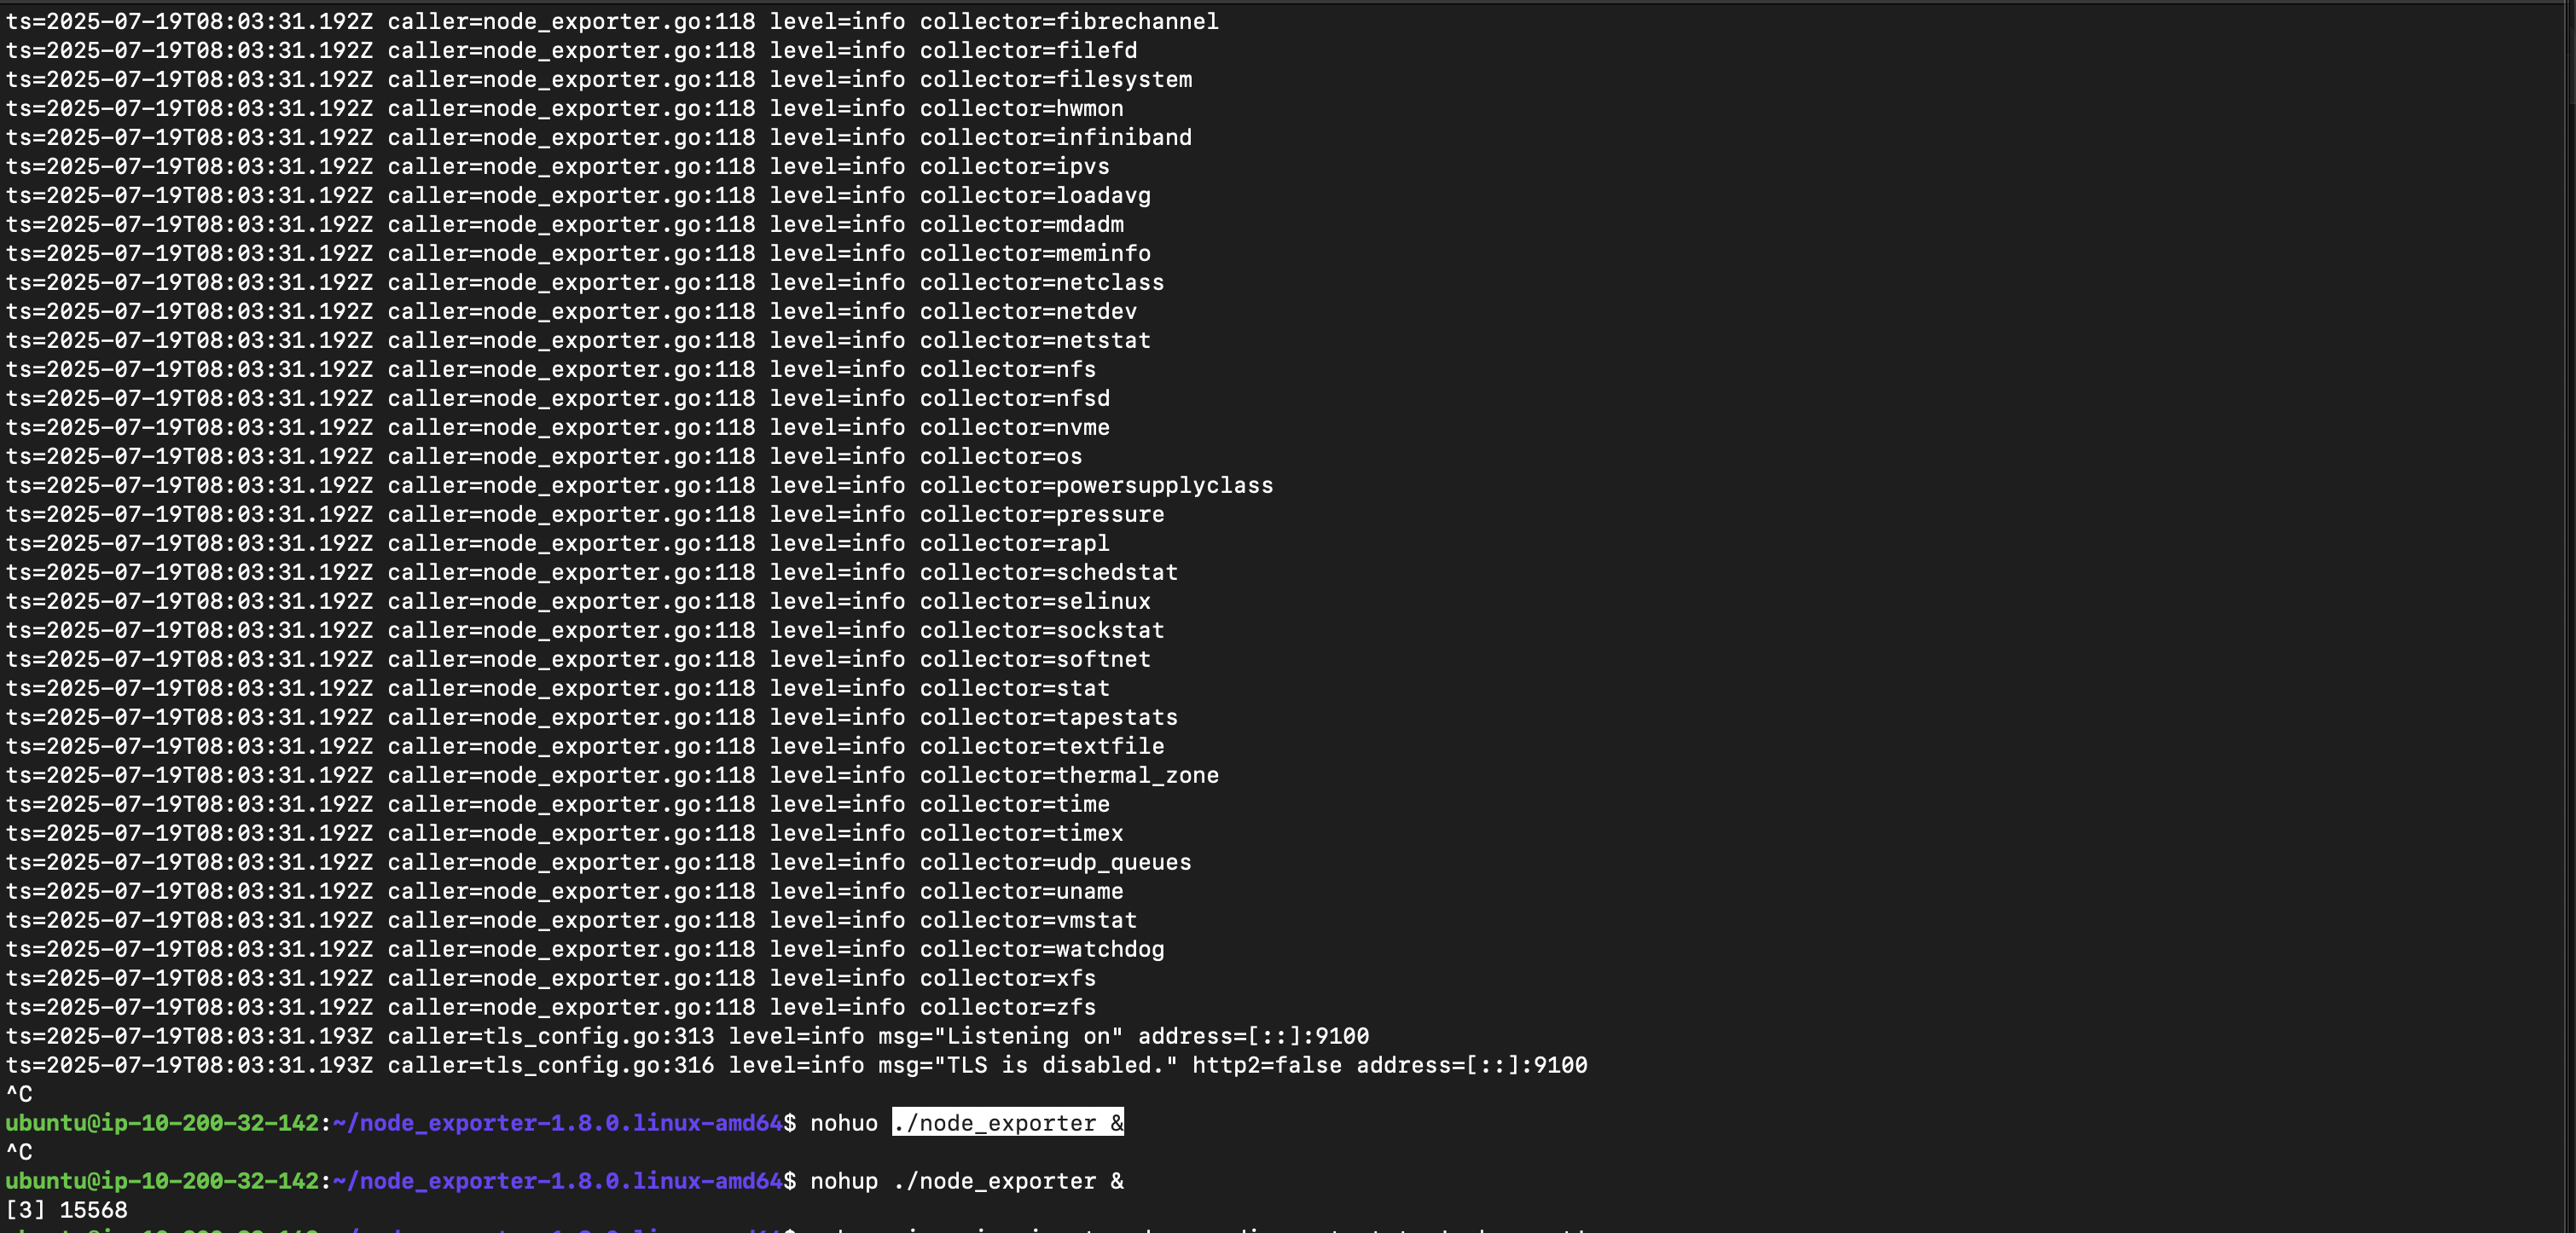 ts=2025-07-19T08:03:31.192Z caller=node_exporter.go:118 level=info collector=fibrechannel
ts=2025-07-19T08:03:31.192Z caller=node_exporter.go:118 level=info collector=filefd
ts=2025-07-19T08:03:31.192Z caller=node_exporter.go:118 level=info collector=filesystem
ts=2025-07-19T08:03:31.192Z caller=node_exporter.go:118 level=info collector=hwmon
ts=2025-07-19T08:03:31.192Z caller=node_exporter.go:118 level=info collector=infiniband
ts=2025-07-19T08:03:31.192Z caller=node_exporter.go:118 level=info collector=ipvs
ts=2025-07-19T08:03:31.192Z caller=node_exporter.go:118 level=info collector=loadavg
ts=2025-07-19T08:03:31.192Z caller=node_exporter.go:118 level=info collector=mdadm
ts=2025-07-19T08:03:31.192Z caller=node_exporter.go:118 level=info collector=meminfo
ts=2025-07-19T08:03:31.192Z caller=node_exporter.go:118 level=info collector=netclass
ts=2025-07-19T08:03:31.192Z caller=node_exporter.go:118 level=info collector=netdev
ts=2025-07-19T08:03:31.192Z caller=node_exporter.go:118 level=info collector=netstat
ts=2025-07-19T08:03:31.192Z caller=node_exporter.go:118 level=info collector=nfs
ts=2025-07-19T08:03:31.192Z caller=node_exporter.go:118 level=info collector=nfsd
ts=2025-07-19T08:03:31.192Z caller=node_exporter.go:118 level=info collector=nvme
ts=2025-07-19T08:03:31.192Z caller=node_exporter.go:118 level=info collector=os
ts=2025-07-19T08:03:31.192Z caller=node_exporter.go:118 level=info collector=powersupplyclass
ts=2025-07-19T08:03:31.192Z caller=node_exporter.go:118 level=info collector=pressure
ts=2025-07-19T08:03:31.192Z caller=node_exporter.go:118 level=info collector=rapl
ts=2025-07-19T08:03:31.192Z caller=node_exporter.go:118 level=info collector=schedstat
ts=2025-07-19T08:03:31.192Z caller=node_exporter.go:118 level=info collector=selinux
ts=2025-07-19T08:03:31.192Z caller=node_exporter.go:118 level=info collector=sockstat
ts=2025-07-19T08:03:31.192Z caller=node_exporter.go:118 level=info collector=softnet
ts=2025-07-19T08:03:31.192Z caller=node_exporter.go:118 level=info collector=stat
ts=2025-07-19T08:03:31.192Z caller=node_exporter.go:118 level=info collector=tapestats
ts=2025-07-19T08:03:31.192Z caller=node_exporter.go:118 level=info collector=textfile
ts=2025-07-19T08:03:31.192Z caller=node_exporter.go:118 level=info collector=thermal_zone
ts=2025-07-19T08:03:31.192Z caller=node_exporter.go:118 level=info collector=time
ts=2025-07-19T08:03:31.192Z caller=node_exporter.go:118 level=info collector=timex
ts=2025-07-19T08:03:31.192Z caller=node_exporter.go:118 level=info collector=udp_queues
ts=2025-07-19T08:03:31.192Z caller=node_exporter.go:118 level=info collector=uname
ts=2025-07-19T08:03:31.192Z caller=node_exporter.go:118 level=info collector=vmstat
ts=2025-07-19T08:03:31.192Z caller=node_exporter.go:118 level=info collector=watchdog
ts=2025-07-19T08:03:31.192Z caller=node_exporter.go:118 level=info collector=xfs
ts=2025-07-19T08:03:31.192Z caller=node_exporter.go:118 level=info collector=zfs
ts=2025-07-19T08:03:31.193Z caller=tls_config.go:313 level=info msg="Listening on" address=[::]:9100
ts=2025-07-19T08:03:31.193Z caller=tls_config.go:316 level=info msg="TLS is disabled." http2=false address=[::]:9100
^C
ubuntu@ip-10-200-32-142:~/node_exporter-1.8.0.linux-amd64$ nohuo ./node_exporter &
^C
ubuntu@ip-10-200-32-142:~/node_exporter-1.8.0.linux-amd64$ nohup ./node_exporter &
[3] 15568